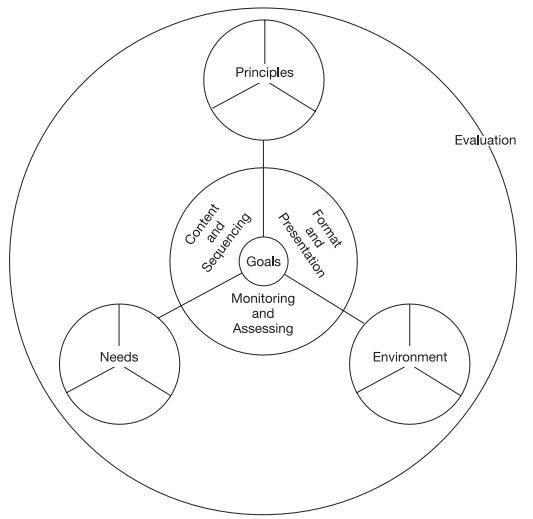 Principles
Evaluation
Content
and
Sequencing
Format
and
Presentation
Goals
Monitoring
and
Assessing
Needs
Environment